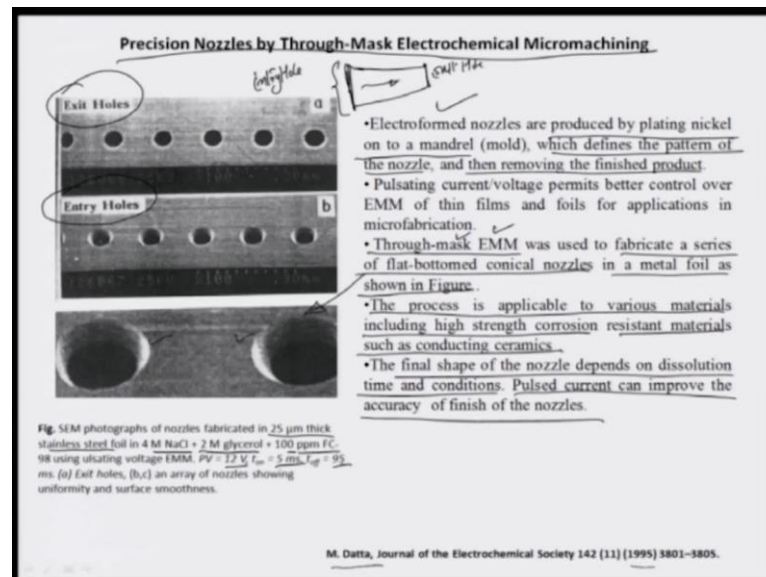 Precision Nozzles by Through-Mask Electrochemical Micromachining
Entry Hole
Exit Hole
Exit Holes
a
Entry Holes
b
•Electroformed nozzles are produced by plating nickel
on to a mandrel (mold), which defines the pattern of
the nozzle, and then removing the finished product.
• Pulsating current/voltage permits better control over
EMM of thin films and foils for applications in
microfabrication.
• Through-mask EMM was used to fabricate a series
of flat-bottomed conical nozzles in a metal foil as
shown in Figure.
•The process is applicable to various materials
including high strength corrosion resistant materials
such as conducting ceramics.
•The final shape of the nozzle depends on dissolution
time and conditions. Pulsed current can improve the
accuracy of finish of the nozzles.
Fig. SEM photographs of nozzles fabricated in 25 µm thick
stainless steel foil in 4 M NaCl + 2 M glycerol + 100 ppm FC-
98 using ulsating voltage EMM. PV = 12 V, ton = 5 ms, toff = 95
ms. (a) Exit holes, (b,c) an array of nozzles showing
uniformity and surface smoothness.
M. Datta, Journal of the Electrochemical Society 142 (11) (1995) 3801–3805.